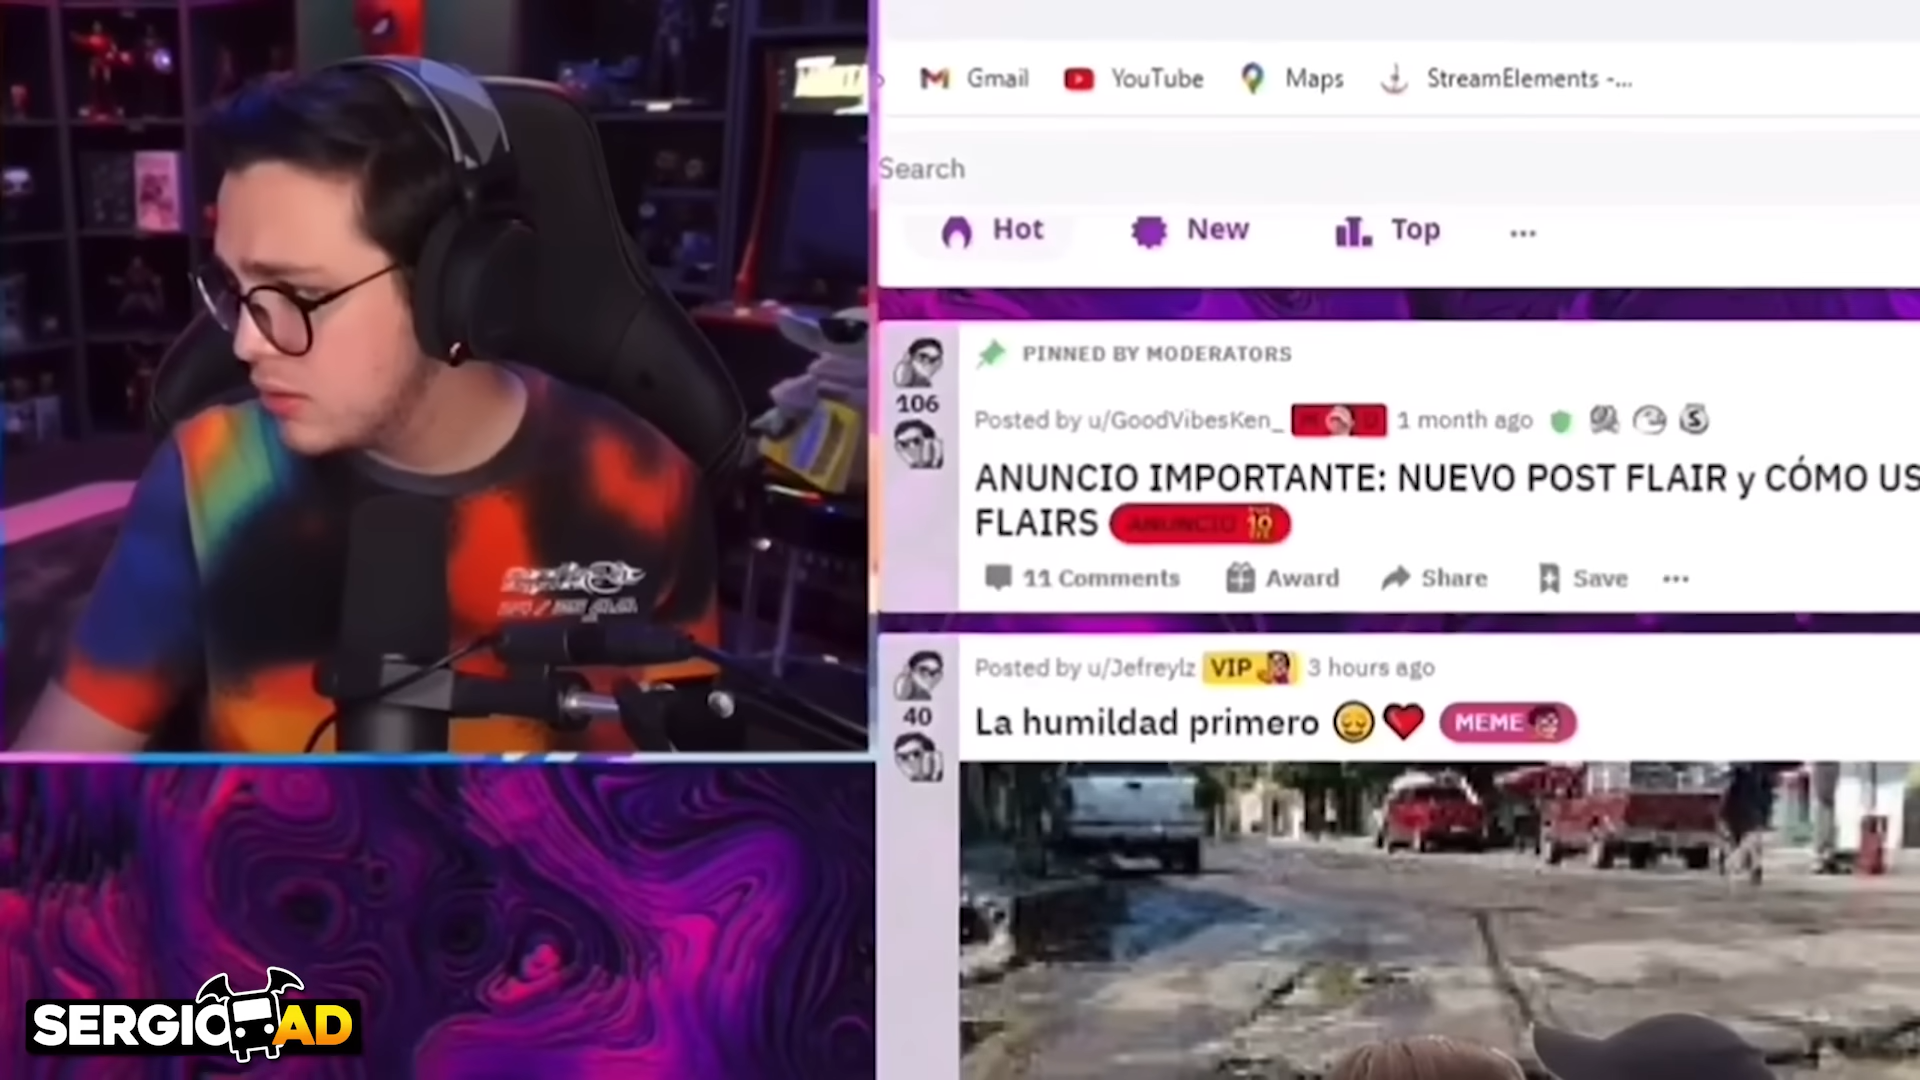 Gmail YouTube Maps StreamElements -...
Search
Hot New Top ...
PINNED BY MODERATORS
106
Posted by u/GoodVibesKen_ 1 month ago
ANUNCIO IMPORTANTE: NUEVO POST FLAIR y CÓMO US
FLAIRS ANUNCIO
11 Comments Award Share Save ...
Posted by u/Jefreylz VIP 3 hours ago
40
La humildad primero MEME
SERGIO AD